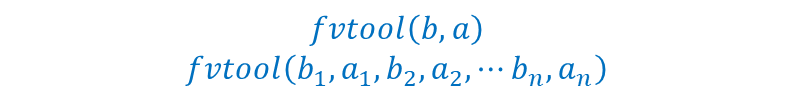 fvtool(b, a)
fvtool(b₁, a₁, b₂, a₂, ⋯ bₙ, aₙ)